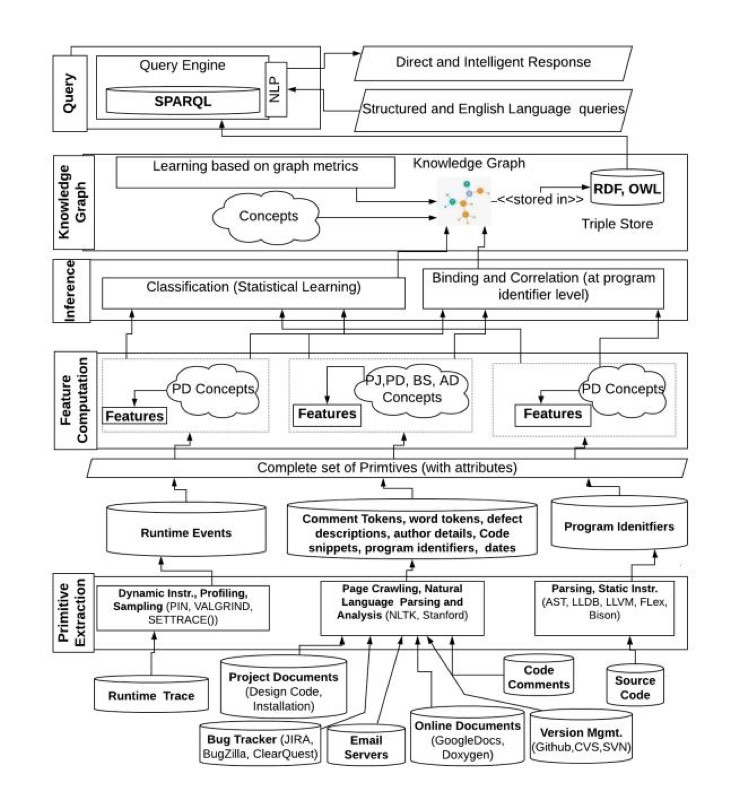 Query
Query Engine
SPARQL
NLP
Direct and Intelligent Response
Structured and English Language queries
Knowledge
Graph
Learning based on graph metrics
Concepts
Knowledge Graph
<<stored in>>
RDF, OWL
Triple Store
Inference
Classification (Statistical Learning)
Binding and Correlation (at program
identifier level)
Feature
Computation
PD Concepts
Features
PJ,PD, BS, AD
Concepts
Features
PD Concepts
Features
Complete set of Primtives (with attributes)
Runtime Events
Comment Tokens, word tokens, defect
descriptions, author details, Code
snippets, program identifiers, dates
Program Idenitfiers
Primitive
Extraction
Dynamic Instr., Profiling,
Sampling (PIN, VALGRIND,
SETTRACE())
Page Crawling, Natural
Language Parsing and
Analysis (NLTK, Stanford)
Parsing, Static Instr.
(AST, LLDB, LLVM, FLex,
Bison)
Runtime Trace
Project Documents
(Design Code,
Installation)
Code
Comments
Source
Code
Bug Tracker (JIRA,
BugZilla, ClearQuest)
Email
Servers
Online Documents
(GoogleDocs,
Doxygen)
Version Mgmt.
(Github,CVS,SVN)